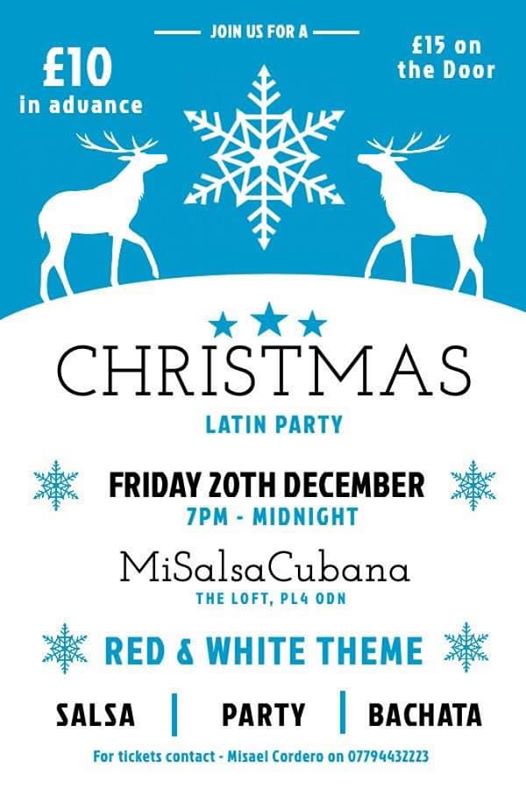 JOIN US FOR A
£10
in advance
£15 on
the Door
CHRISTMAS
LATIN PARTY
FRIDAY 20TH DECEMBER
7PM - MIDNIGHT
MiSalsaCubana
THE LOFT, PL4 0DN
RED & WHITE THEME
SALSA | PARTY | BACHATA
For tickets contact - Misael Cordero on 07794432223